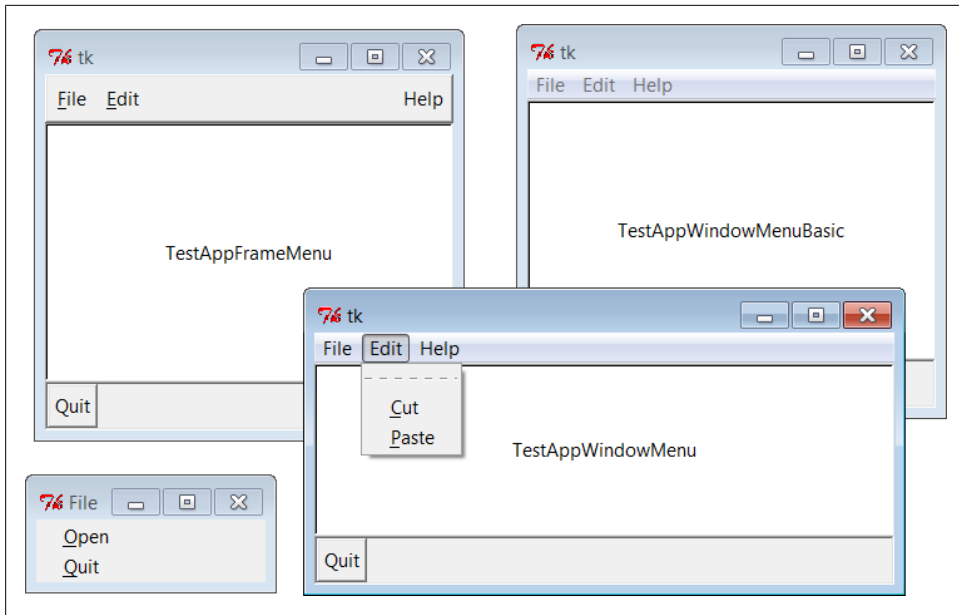 tk
File Edit Help
TestAppFrameMenu
Quit
tk
File Edit Help
TestAppWindowMenuBasic
tk
File Edit Help
Cut
Paste
TestAppWindowMenu
Quit
File
Open
Quit